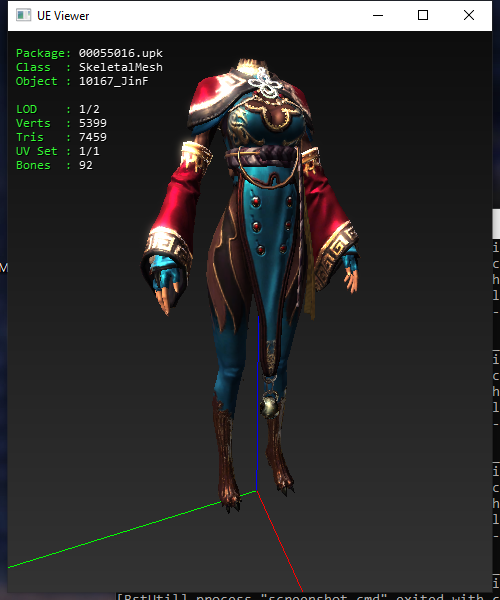 UE Viewer
Package: 00055016.upk
Class  : SkeletalMesh
Object : 10167_JinF
LOD    : 1/2
Verts  : 5399
Tris   : 7459
UV Set : 1/1
Bones  : 92
M
i
c
h
l
-
i
c
h
l
-
i
c
h
l
-
i
[BstUtil] process "screenshot.cmd" exited with c